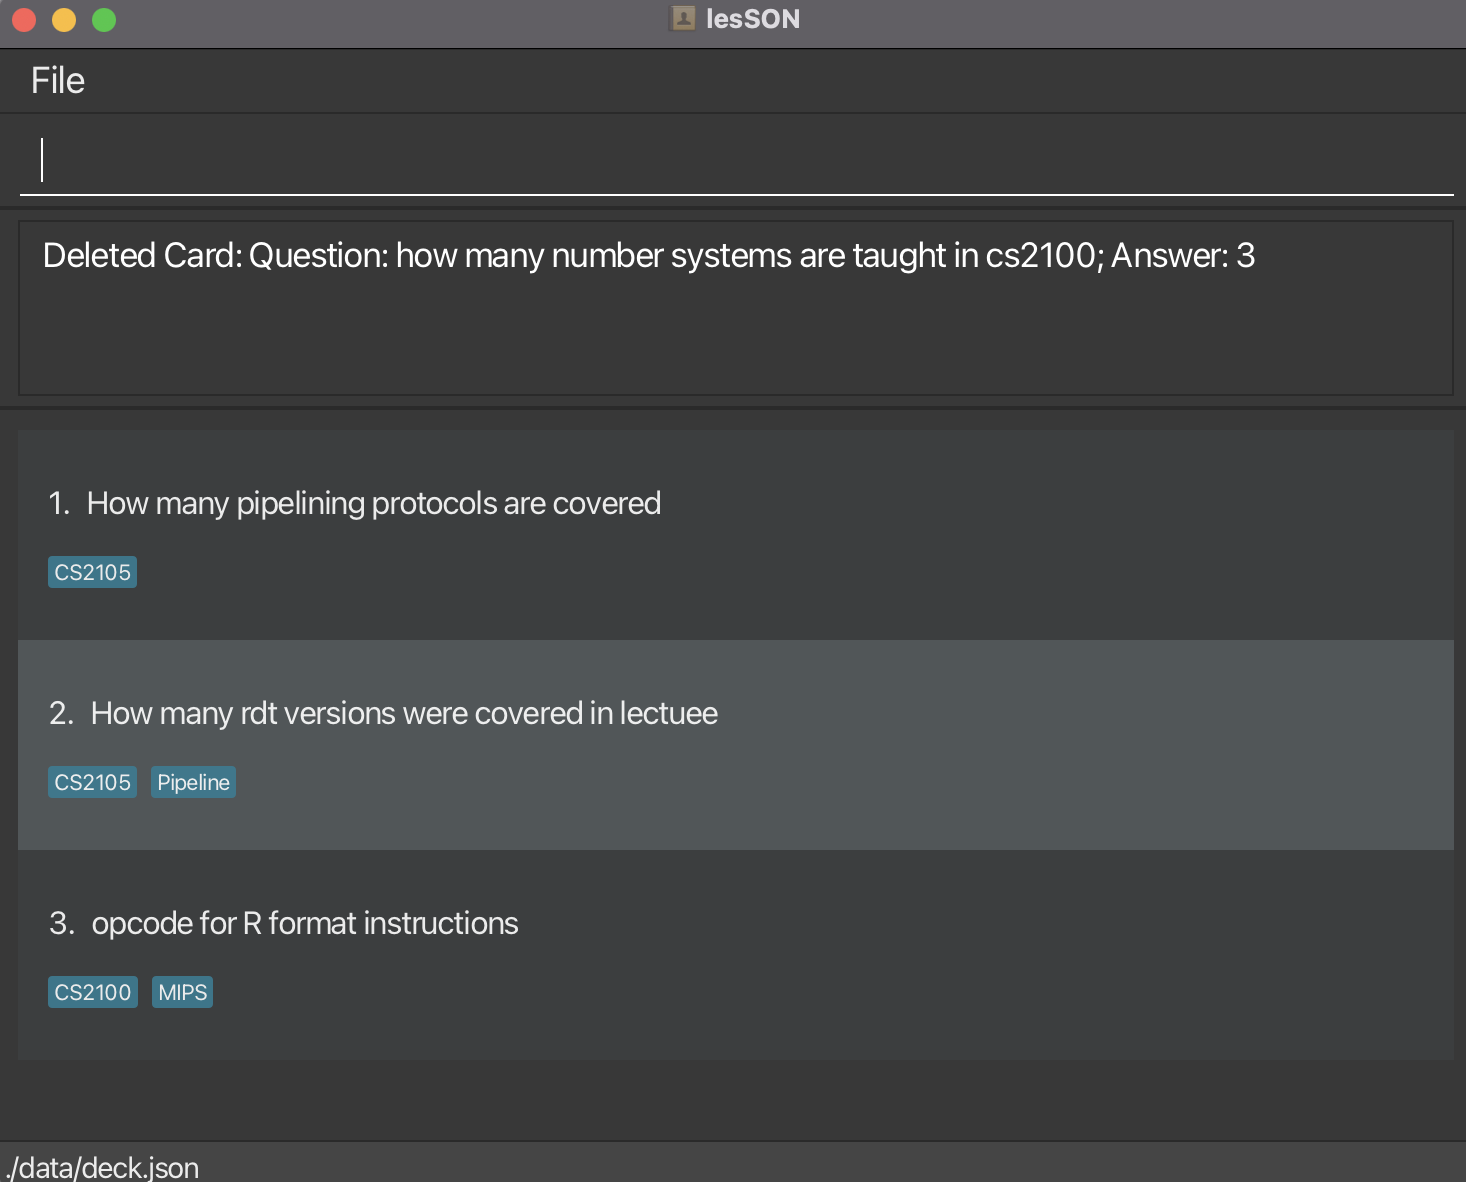 lesSON
File
Deleted Card: Question: how many number systems are taught in cs2100; Answer: 3
1. How many pipelining protocols are covered
CS2105
2. How many rdt versions were covered in lectuee
CS2105 Pipeline
3. opcode for R format instructions
CS2100 MIPS
./data/deck.json